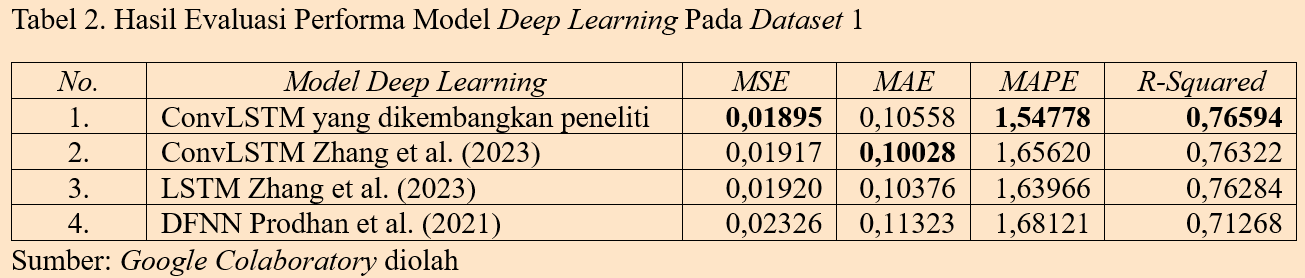 Tabel 2. Hasil Evaluasi Performa Model Deep Learning Pada Dataset 1
No. Model Deep Learning MSE MAE MAPE R-Squared
1. ConvLSTM yang dikembangkan peneliti 0,01895 0,10558 1,54778 0,76594
2. ConvLSTM Zhang et al. (2023) 0,01917 0,10028 1,65620 0,76322
3. LSTM Zhang et al. (2023) 0,01920 0,10376 1,63966 0,76284
4. DFNN Prodhan et al. (2021) 0,02326 0,11323 1,68121 0,71268
Sumber: Google Colaboratory diolah